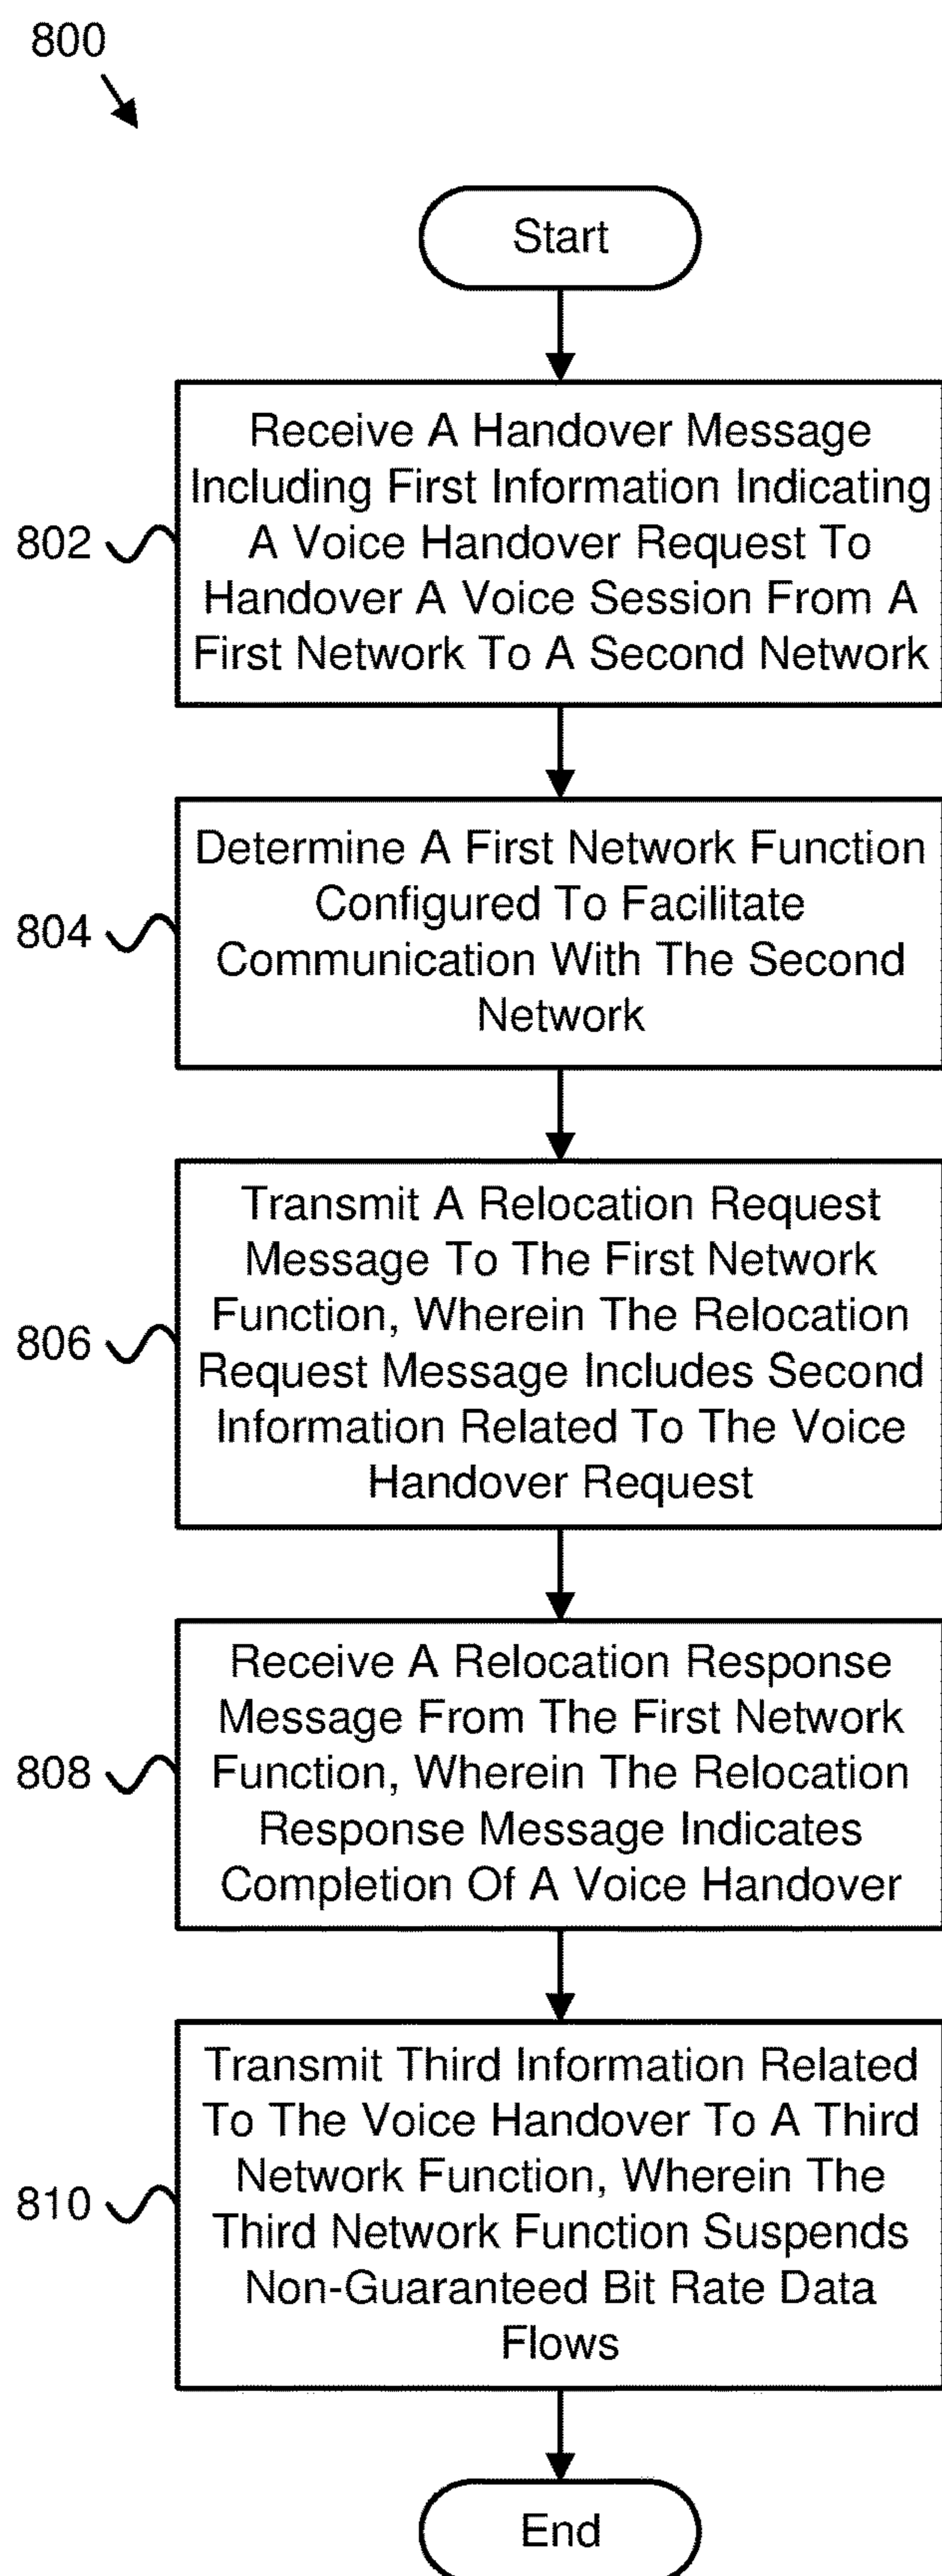 800
Start
802
Receive A Handover Message
Including First Information Indicating
A Voice Handover Request To
Handover A Voice Session From A
First Network To A Second Network
804
Determine A First Network Function
Configured To Facilitate
Communication With The Second
Network
806
Transmit A Relocation Request
Message To The First Network
Function, Wherein The Relocation
Request Message Includes Second
Information Related To The Voice
Handover Request
808
Receive A Relocation Response
Message From The First Network
Function, Wherein The Relocation
Response Message Indicates
Completion Of A Voice Handover
810
Transmit Third Information Related
To The Voice Handover To A Third
Network Function, Wherein The
Third Network Function Suspends
Non-Guaranteed Bit Rate Data
Flows
End